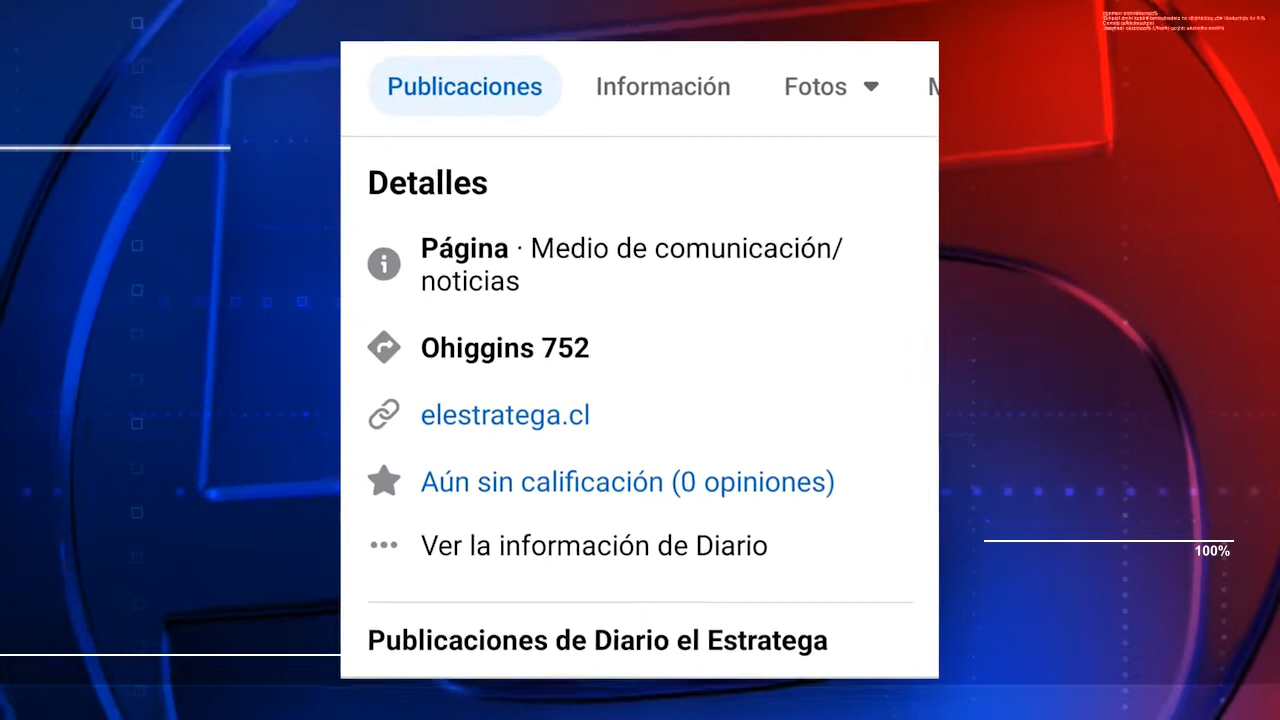 Publicaciones Información Fotos
Detalles
Página · Medio de comunicación/
noticias
Ohiggins 752
elestratega.cl
Aún sin calificación (0 opiniones)
Ver la información de Diario
Publicaciones de Diario el Estratega
100%